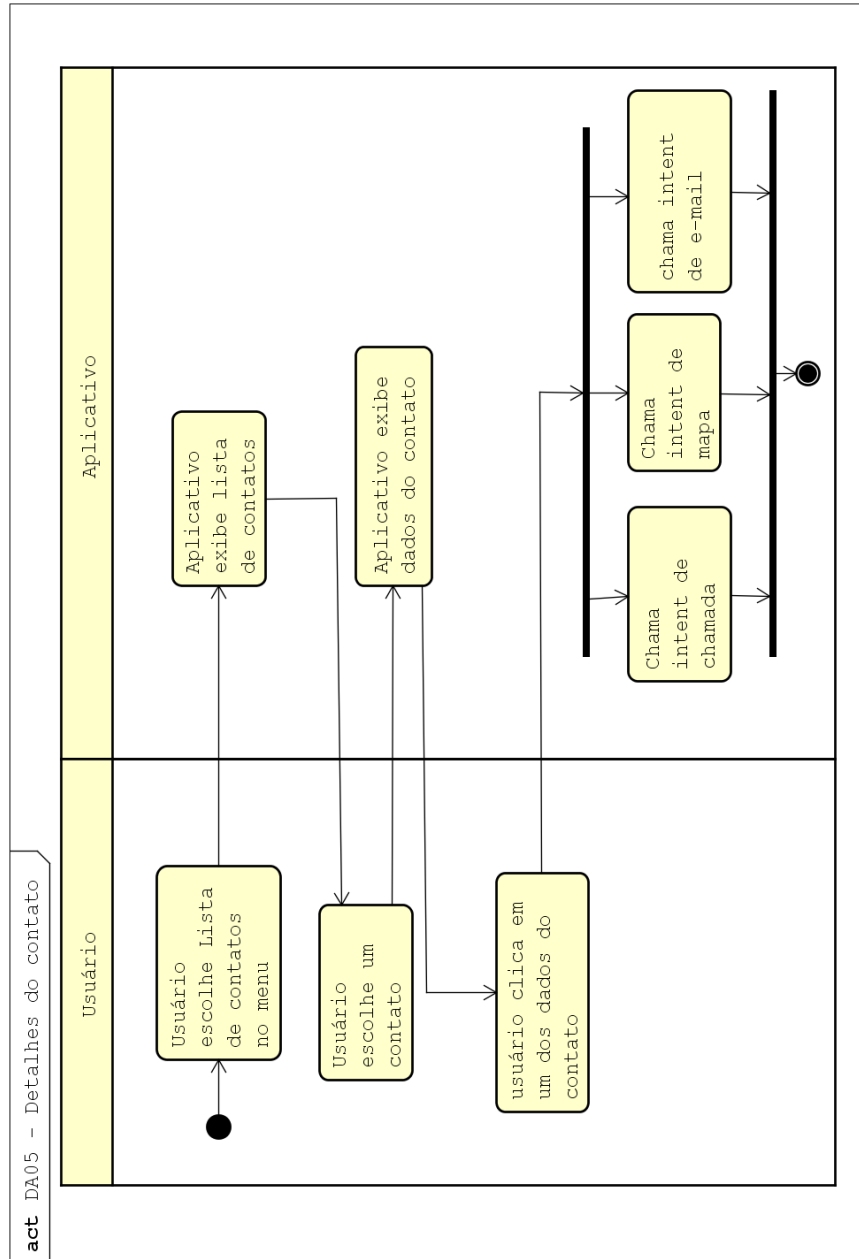 act DA05 - Detalhes do contato
Usuário
Aplicativo
Usuário
escolhe Lista
de contatos
no menu
Aplicativo
exibe lista
de contatos
Usuário
escolhe um
contato
Aplicativo exibe
dados do contato
usuário clica em
um dos dados do
contato
Chama
intent de
chamada
Chama
intent de
mapa
chama intent
de e-mail